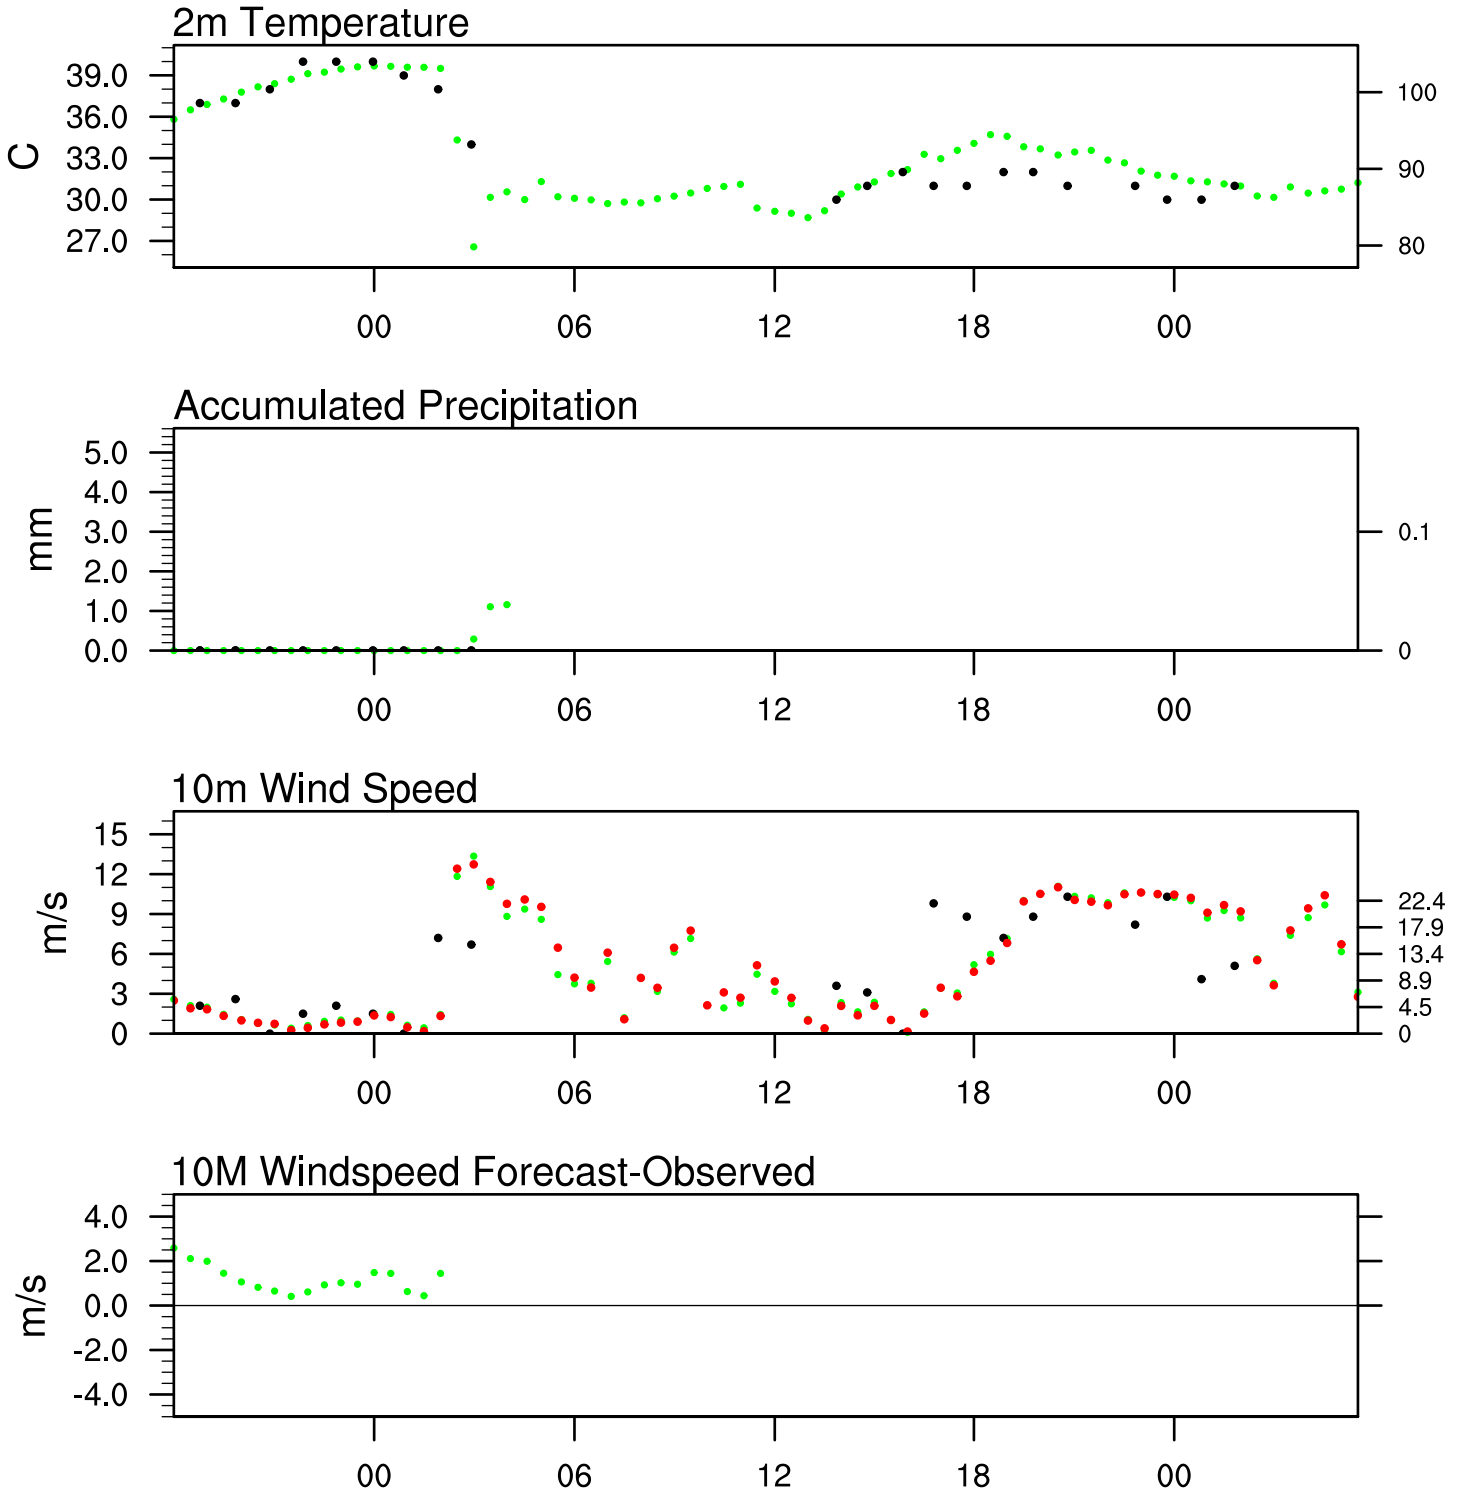 2m Temperature
39.0
36.0
33.0
30.0
27.0
C
100
90
80
00 06 12 18 00
Accumulated Precipitation
5.0
4.0
3.0
2.0
1.0
0.0
mm
0.1
0
00 06 12 18 00
10m Wind Speed
15
12
9
6
3
0
m/s
22.4
17.9
13.4
8.9
4.5
0
00 06 12 18 00
10M Windspeed Forecast-Observed
4.0
2.0
0.0
-2.0
-4.0
m/s
00 06 12 18 00